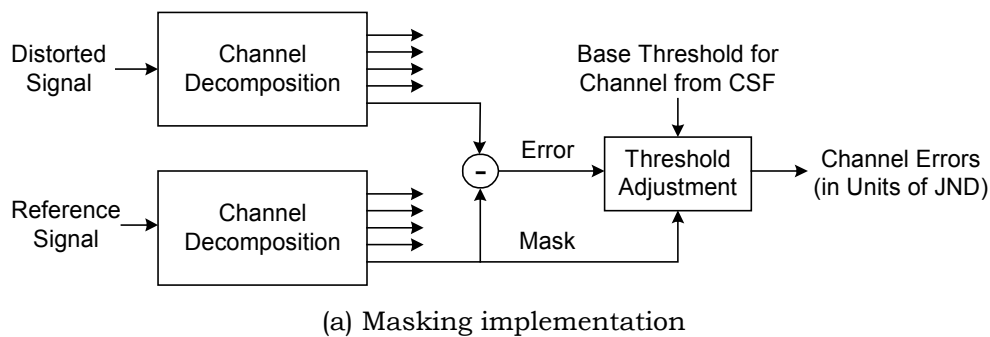 Distorted
Signal
Channel
Decomposition
Base Threshold for
Channel from CSF
Error
-
Threshold
Adjustment
Channel Errors
(in Units of JND)
Reference
Signal
Channel
Decomposition
Mask
(a) Masking implementation